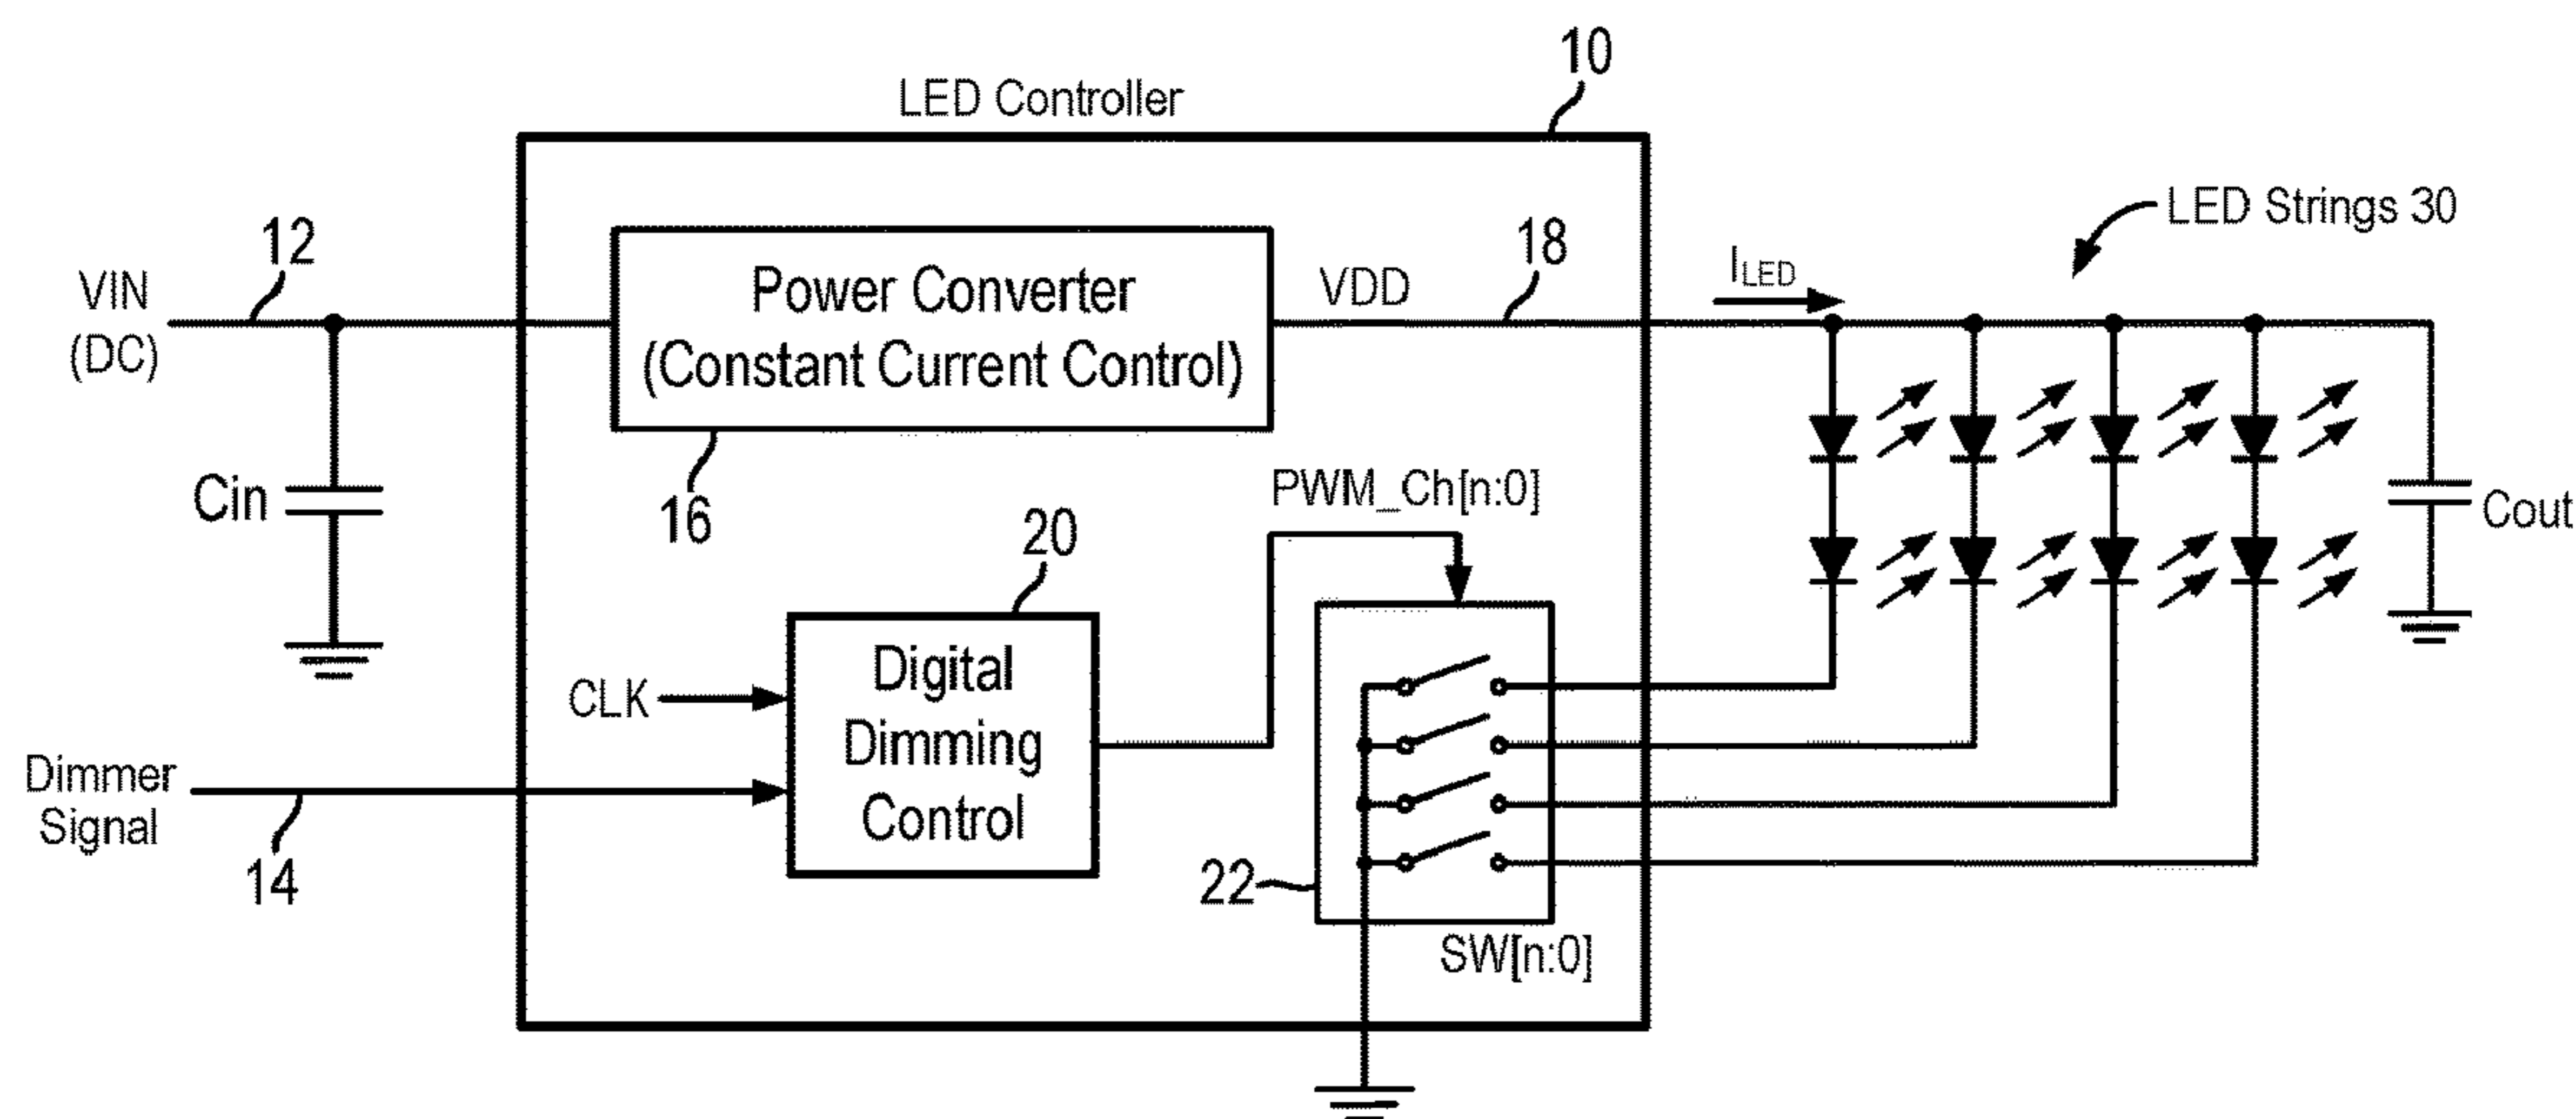 10
LED Controller
LED Strings 30
12
18
VIN
(DC)
Power Converter
(Constant Current Control)
VDD
I_LED
Cin
16
PWM_Ch[n:0]
Cout
20
CLK
Digital
Dimming
Control
Dimmer
Signal
14
22
SW[n:0]